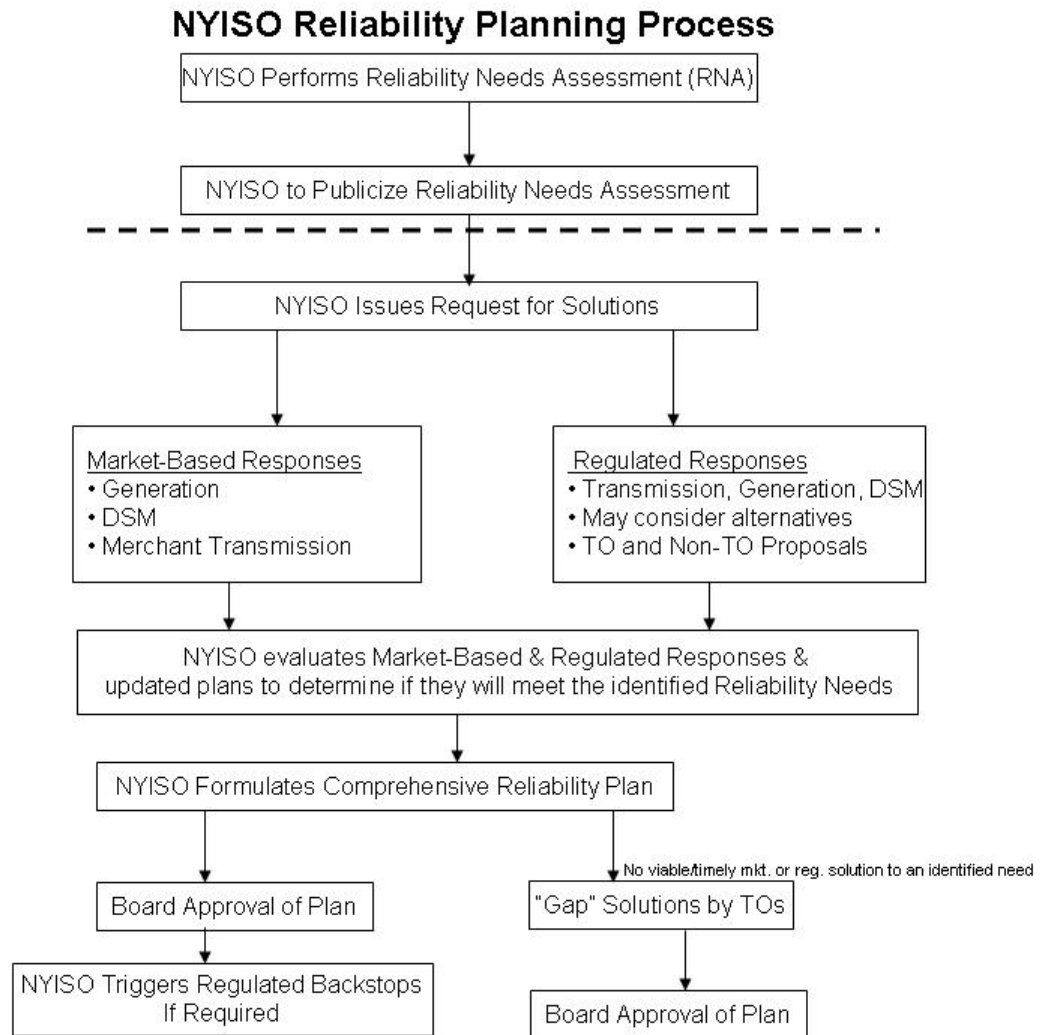 NYISO Reliability Planning Process
NYISO Performs Reliability Needs Assessment (RNA)
NYISO to Publicize Reliability Needs Assessment
NYISO Issues Request for Solutions
Market-Based Responses
• Generation
• DSM
• Merchant Transmission
Regulated Responses
• Transmission, Generation, DSM
• May consider alternatives
• TO and Non-TO Proposals
NYISO evaluates Market-Based & Regulated Responses &
updated plans to determine if they will meet the identified Reliability Needs
NYISO Formulates Comprehensive Reliability Plan
No viable/timely mkt. or reg. solution to an identified need
Board Approval of Plan
"Gap" Solutions by TOs
NYISO Triggers Regulated Backstops
If Required
Board Approval of Plan